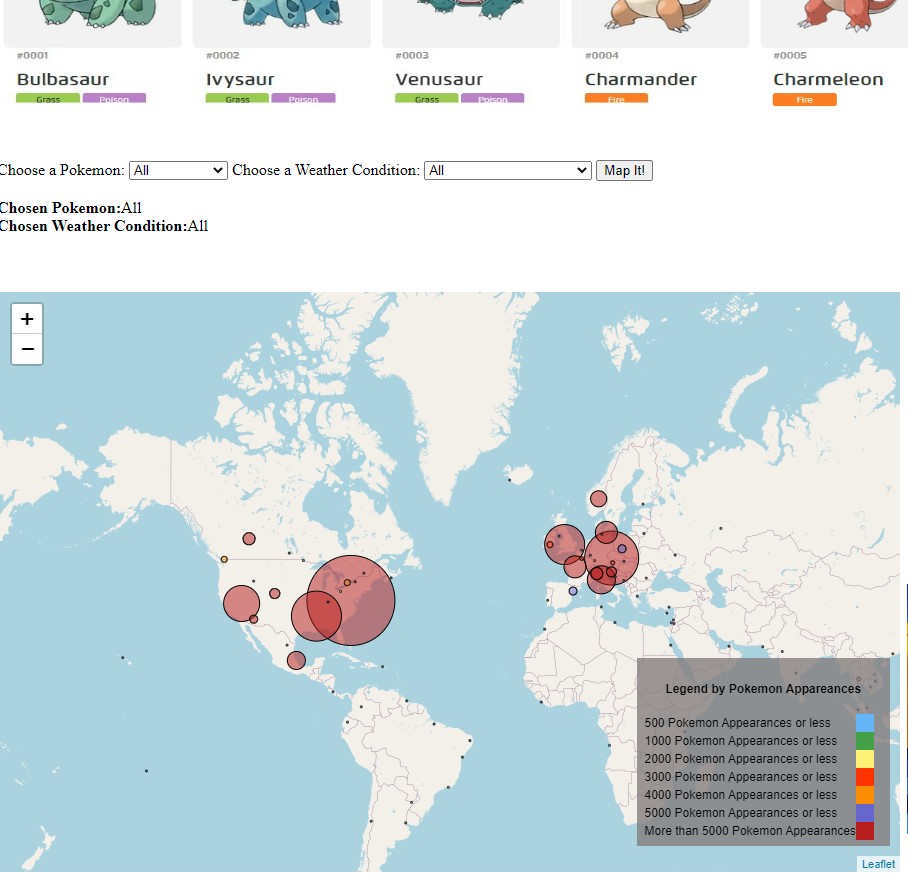 #0001 #0002 #0003 #0004 #0005
Bulbasaur Ivysaur Venusaur Charmander Charmeleon
Grass Poison Grass Poison Grass Poison Fire Fire
Choose a Pokemon: All Choose a Weather Condition: All Map It!
Chosen Pokemon:All
Chosen Weather Condition:All
+
−
Legend by Pokemon Appareances
500 Pokemon Appearances or less
1000 Pokemon Appearances or less
2000 Pokemon Appearances or less
3000 Pokemon Appearances or less
4000 Pokemon Appearances or less
5000 Pokemon Appearances or less
More than 5000 Pokemon Appearances
Leaflet